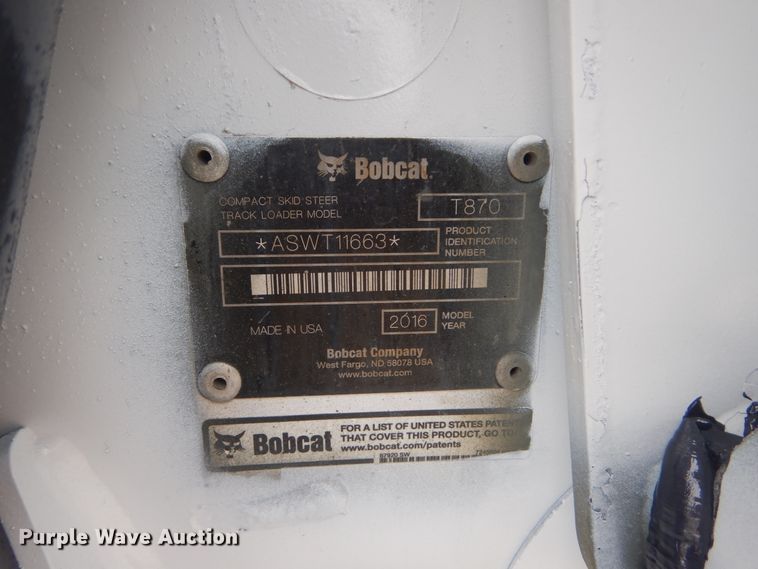 Bobcat
COMPACT SKID STEER
TRACK LOADER MODEL
T870
*ASWT11663*
PRODUCT
IDENTIFICATION
NUMBER
MADE IN USA
2016
MODEL
YEAR
Bobcat Company
West Fargo, ND 58078 USA
www.bobcat.com
Bobcat
FOR A LIST OF UNITED STATES
THAT COVER THIS PRODUCT, GO
www.bobcat.com/patents
87920 SW
Purple Wave Auction